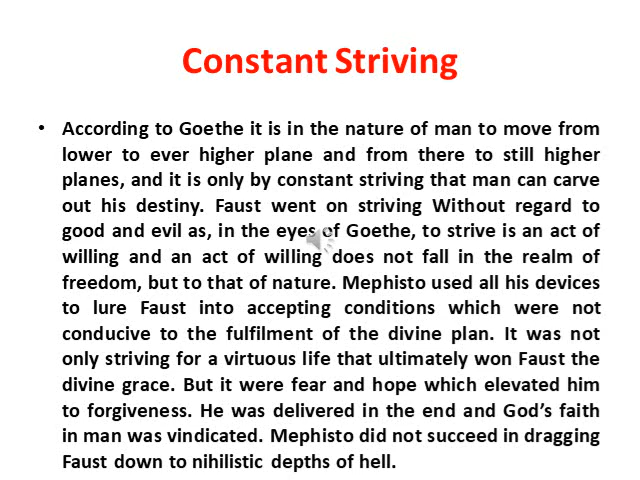 Constant Striving
• According to Goethe it is in the nature of man to move from
lower to ever higher plane and from there to still higher
planes, and it is only by constant striving that man can carve
out his destiny. Faust went on striving Without regard to
good and evil as, in the eyes of Goethe, to strive is an act of
willing and an act of willing does not fall in the realm of
freedom, but to that of nature. Mephisto used all his devices
to lure Faust into accepting conditions which were not
conducive to the fulfilment of the divine plan. It was not
only striving for a virtuous life that ultimately won Faust the
divine grace. But it were fear and hope which elevated him
to forgiveness. He was delivered in the end and God's faith
in man was vindicated. Mephisto did not succeed in dragging
Faust down to nihilistic depths of hell.